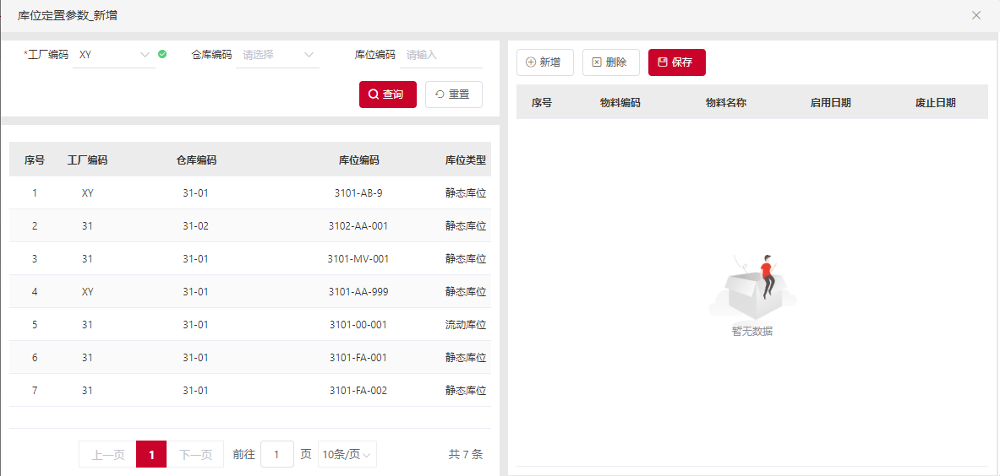 库位定置参数_新增
*工厂编码 XY 仓库编码 请选择 库位编码 请输入
查询 重置
序号 工厂编码 仓库编码 库位编码 库位类型
1 XY 31-01 3101-AB-9 静态库位
2 31 31-02 3102-AA-001 静态库位
3 31 31-01 3101-MV-001 静态库位
4 XY 31-01 3101-AA-999 静态库位
5 31 31-01 3101-00-001 流动库位
6 31 31-01 3101-FA-001 静态库位
7 31 31-01 3101-FA-002 静态库位
上一页 1 下一页 前往 1 页 10条/页 共 7 条
新增 删除 保存
序号 物料编码 物料名称 启用日期 废止日期
暂无数据